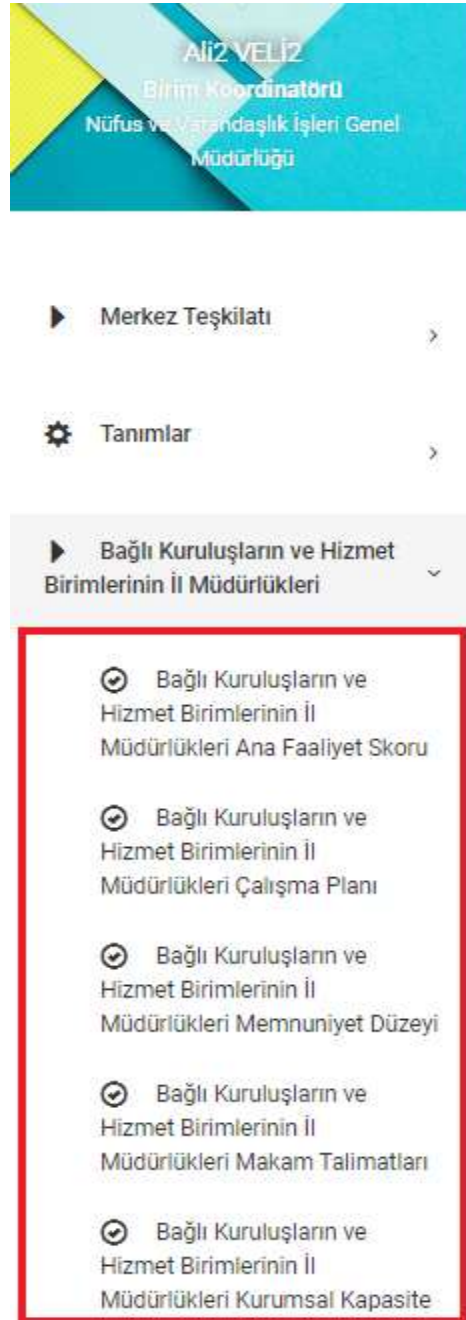 Ali2 VELİ2
Birim Koordinatörü
Nüfus ve Vatandaşlık İşleri Genel
Müdürlüğü
Merkez Teşkilatı
Tanımlar
Bağlı Kuruluşların ve Hizmet
Birimlerinin İl Müdürlükleri
Bağlı Kuruluşların ve
Hizmet Birimlerinin İl
Müdürlükleri Ana Faaliyet Skoru
Bağlı Kuruluşların ve
Hizmet Birimlerinin İl
Müdürlükleri Çalışma Planı
Bağlı Kuruluşların ve
Hizmet Birimlerinin İl
Müdürlükleri Memnuniyet Düzeyi
Bağlı Kuruluşların ve
Hizmet Birimlerinin İl
Müdürlükleri Makam Talimatları
Bağlı Kuruluşların ve
Hizmet Birimlerinin İl
Müdürlükleri Kurumsal Kapasite